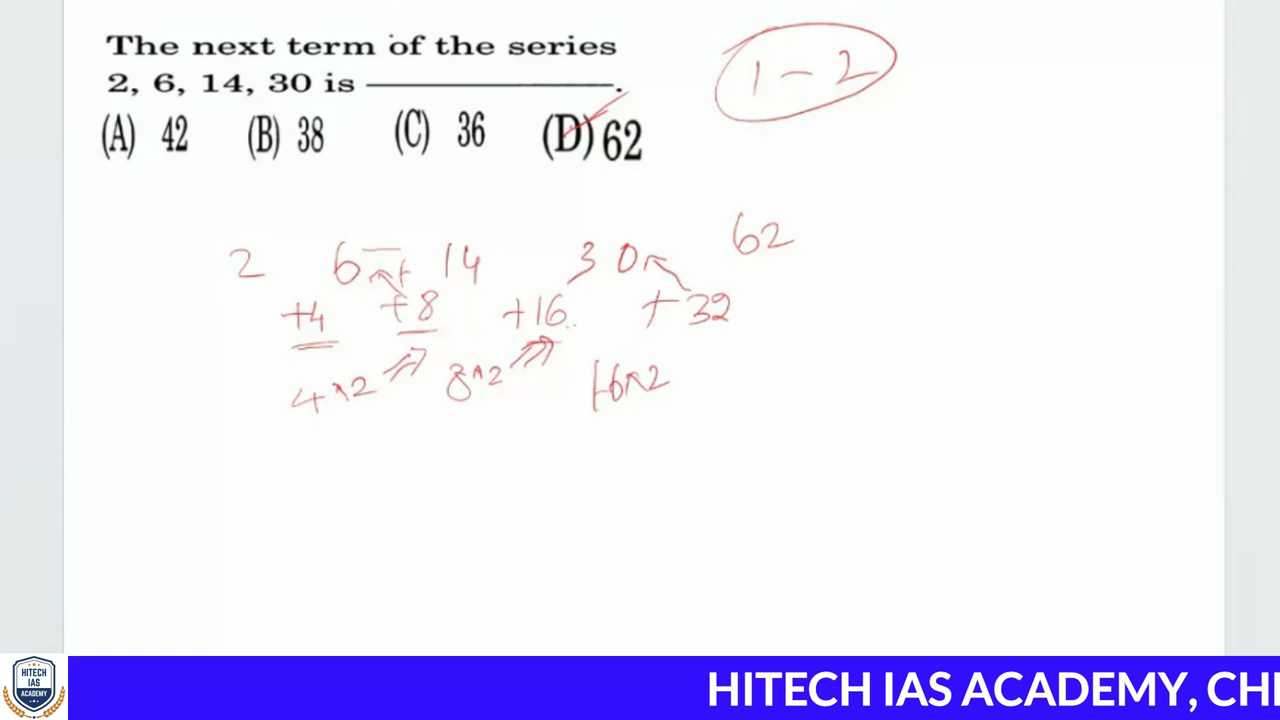 The next term of the series
2, 6, 14, 30 is ____________.
(A) 42 (B) 38 (C) 36 (D) 62
1 - 2
2 6 14 30 62
+4 +8 +16 +32
4×2 8×2 16×2
HITECH
IAS
ACADEMY
HITECH IAS ACADEMY, CHE